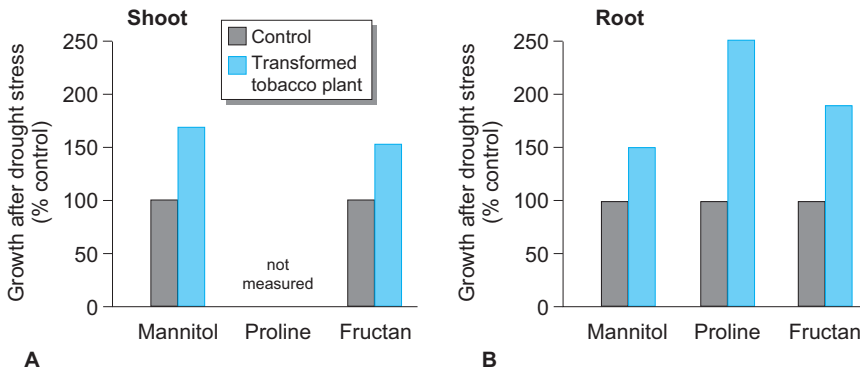 Shoot
Control
Transformed
tobacco plant
Growth after drought stress
(% control)
250
200
150
100
50
0
not
measured
Mannitol Proline Fructan
A
Root
Growth after drought stress
(% control)
250
200
150
100
50
0
Mannitol Proline Fructan
B